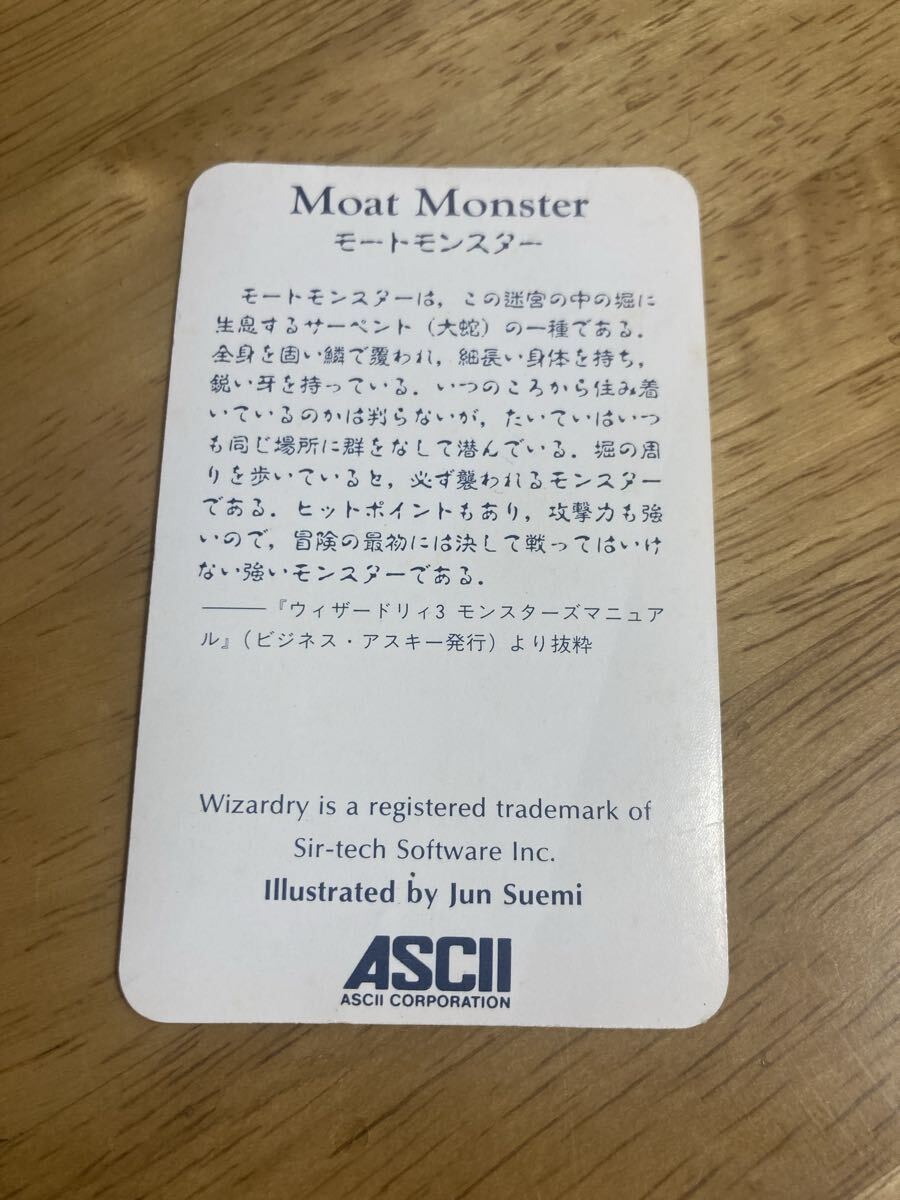 Moat Monster
モートモンスター
モートモンスターは，この迷宮の中の堀に
生息するサーペント（大蛇）の一種である．
全身を固い鱗で覆われ，細長い身体を持ち，
鋭い牙を持っている．いつのころから住み着
いているのかは判らないが，たいていはいつ
も同じ場所に群をなして潜んでいる．堀の周
りを歩いていると，必ず襲われるモンスター
である．ヒットポイントもあり，攻撃力も強
いので，冒険の最初には決して戦ってはいけ
ない強いモンスターである．
――『ウィザードリィ3 モンスターズマニュア
ル』（ビジネス・アスキー発行）より抜粋
Wizardry is a registered trademark of
Sir-tech Software Inc.
Illustrated by Jun Suemi
ASCII
ASCII CORPORATION